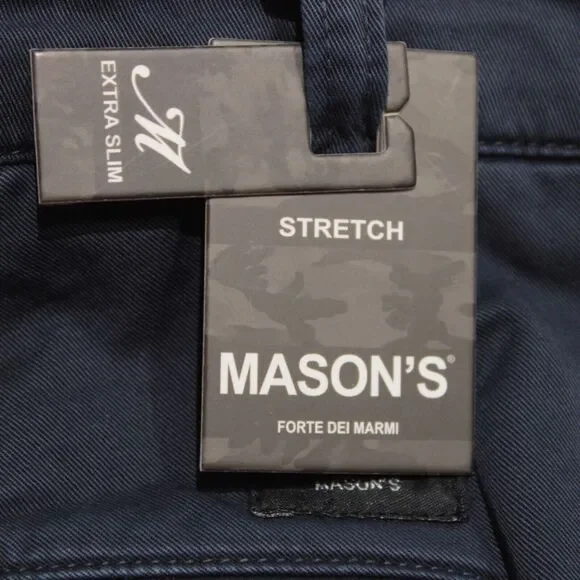 EXTRA SLIM
M
STRETCH
MASON'S®
FORTE DEI MARMI
MASON'S